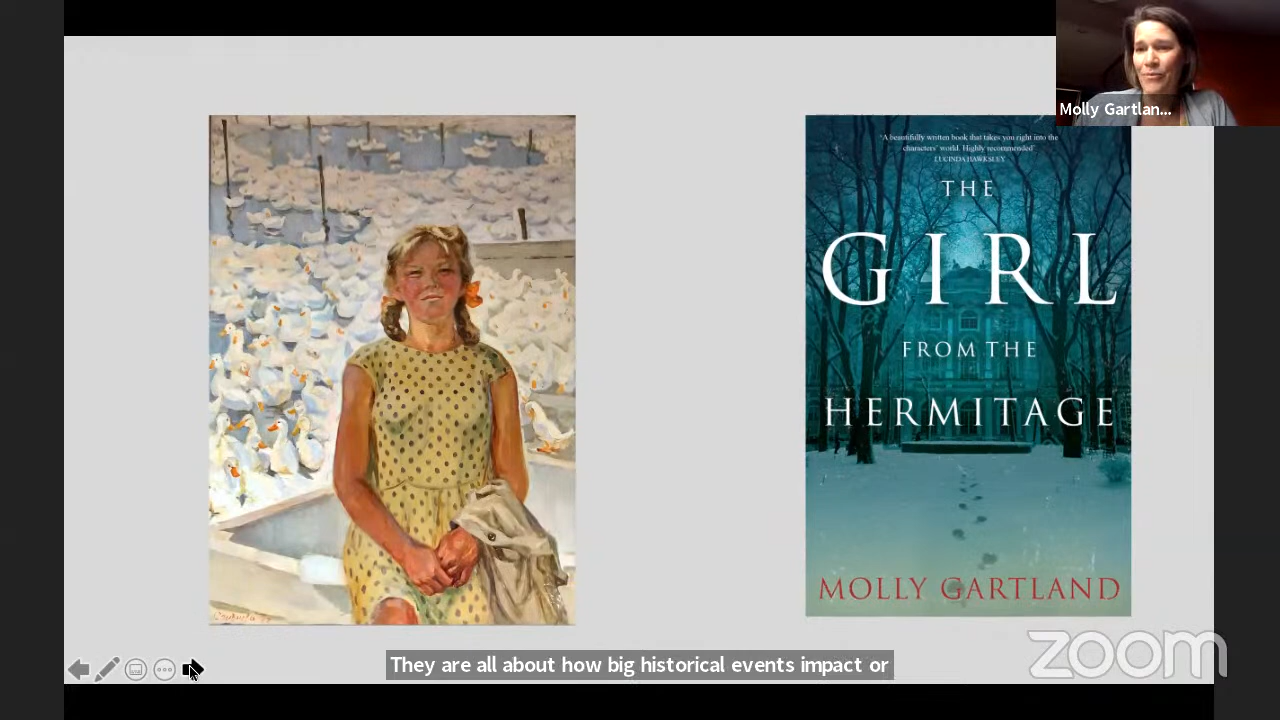 Molly Gartlan...
'A beautifully written book that takes you right into the
characters' world. Highly recommended'
LUCINDA HAWKSLEY
THE
GIRL
FROM THE
HERMITAGE
MOLLY GARTLAND
They are all about how big historical events impact or
zoom